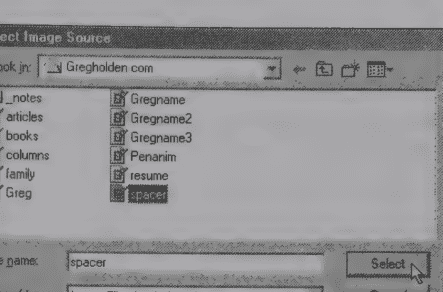 ect Image Source
ook in: Gregholden com
_notes
articles
books
columns
family
Greg
Gregname
Gregname2
Gregname3
Penanim
resume
spacer
e name: spacer Select